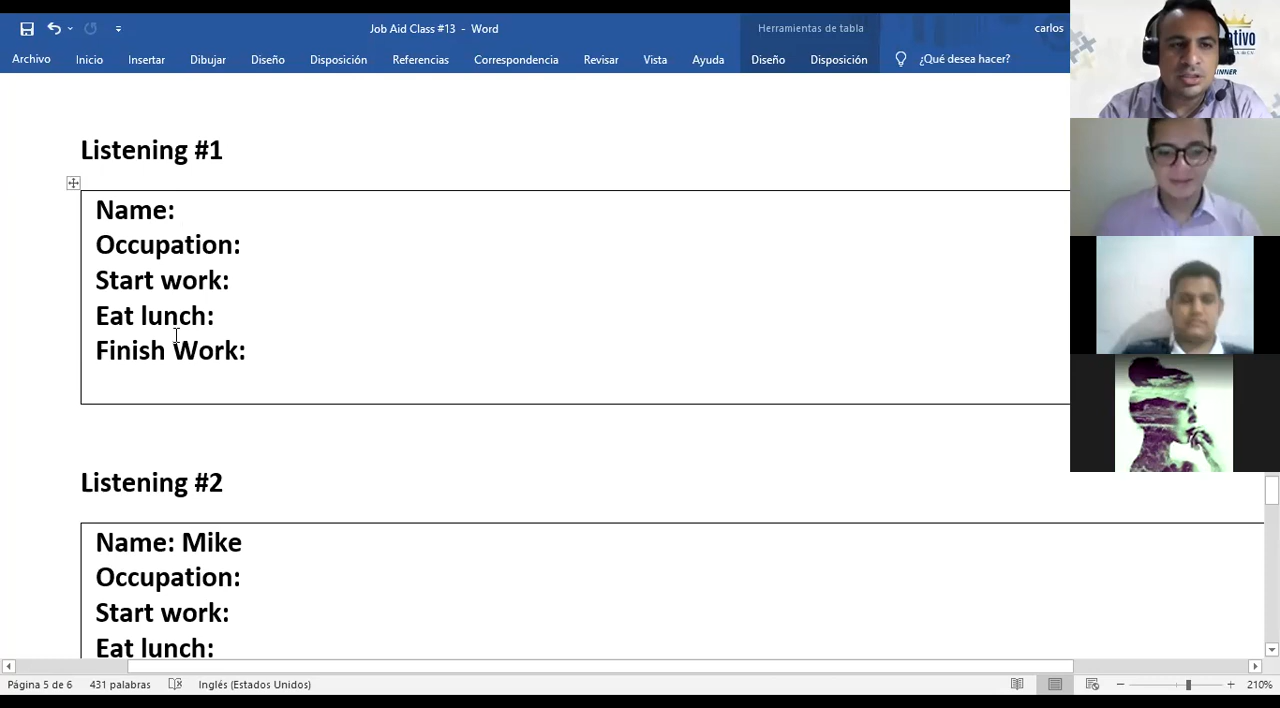 Job Aid Class #13 - Word
Herramientas de tabla
carlos
Archivo
Inicio
Insertar
Dibujar
Diseño
Disposición
Referencias
Correspondencia
Revisar
Vista
Ayuda
Diseño
Disposición
¿Qué desea hacer?
Listening #1
Name:
Occupation:
Start work:
Eat lunch:
Finish Work:
Listening #2
Name: Mike
Occupation:
Start work:
Eat lunch:
Página 5 de 6
431 palabras
Inglés (Estados Unidos)
210%